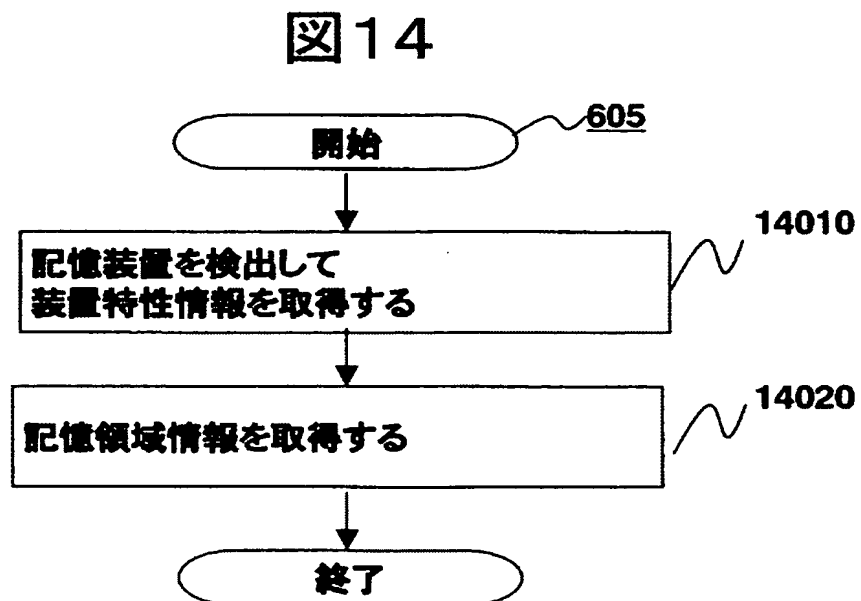 図14
開始
605
記憶装置を検出して
装置特性情報を取得する
14010
記憶領域情報を取得する
14020
終了